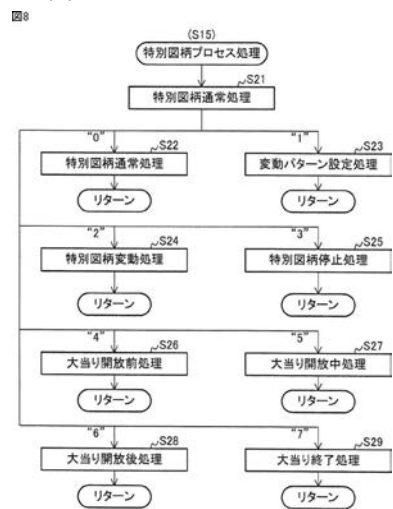 図8
(S15)
特別図柄プロセス処理
S21
特別図柄通常処理
"0" "1"
S22 S23
特別図柄通常処理 変動パターン設定処理
リターン リターン
"2" "3"
S24 S25
特別図柄変動処理 特別図柄停止処理
リターン リターン
"4" "5"
S26 S27
大当り開放前処理 大当り開放中処理
リターン リターン
"6" "7"
S28 S29
大当り開放後処理 大当り終了処理
リターン リターン